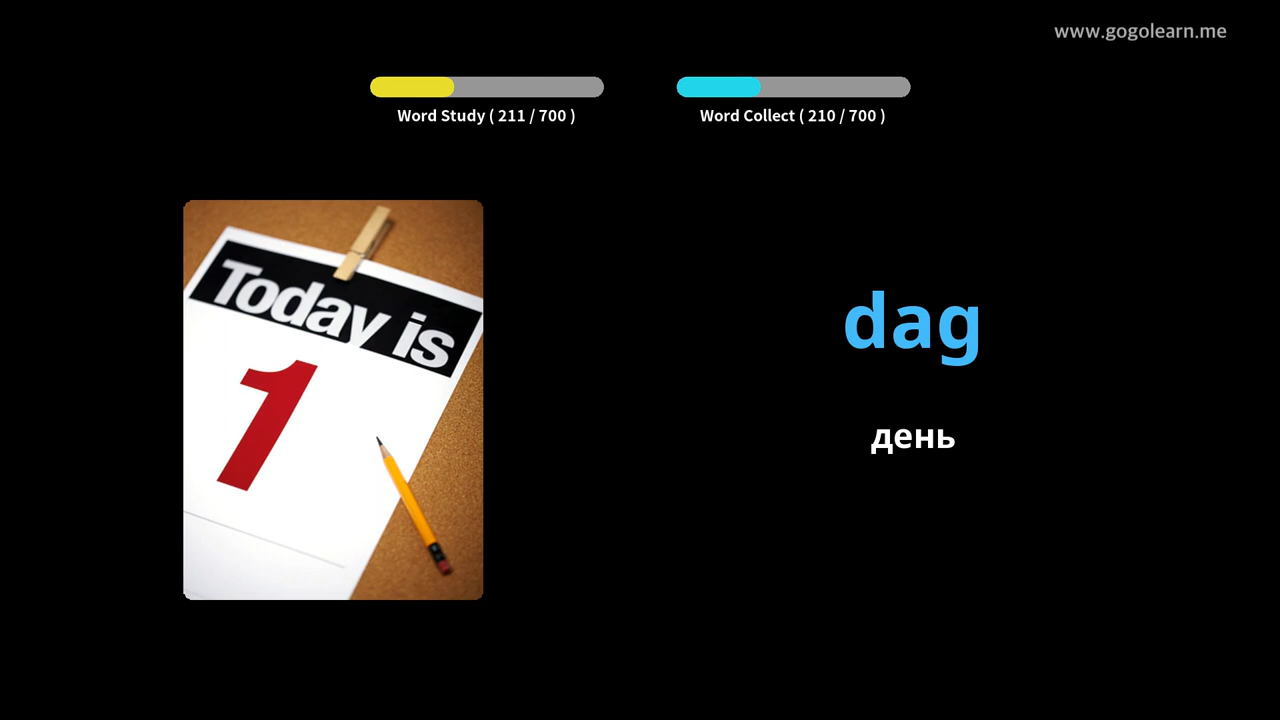 www.gogolearn.me
Word Study ( 211 / 700 )
Word Collect ( 210 / 700 )
Today is
1
dag
день